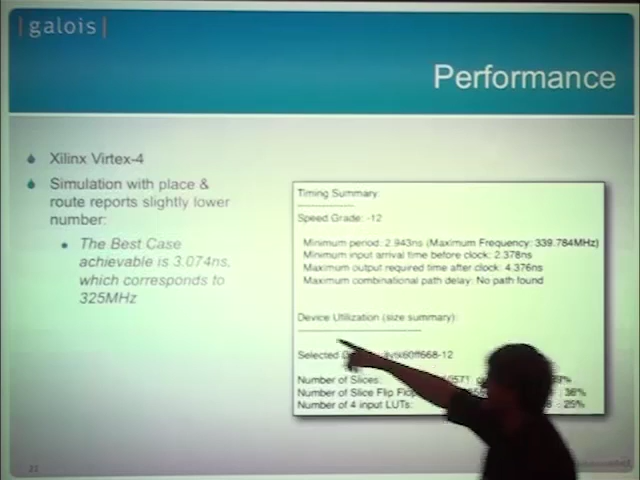 |galois|
Performance
Xilinx Virtex-4
Simulation with place &
route reports slightly lower
number:
The Best Case
achievable is 3.074ns,
which corresponds to
325MHz
Timing Summary:
---------------
Speed Grade: -12
Minimum period: 2.943ns (Maximum Frequency: 339.784MHz)
Minimum input arrival time before clock: 2.378ns
Maximum output required time after clock: 4.376ns
Maximum combinational path delay: No path found
Device Utilization (size summary):
---------------------------
Selected
Number of Slices:
Number of Slice Flip 36%
Number of 4 input LUTs: 25%
22